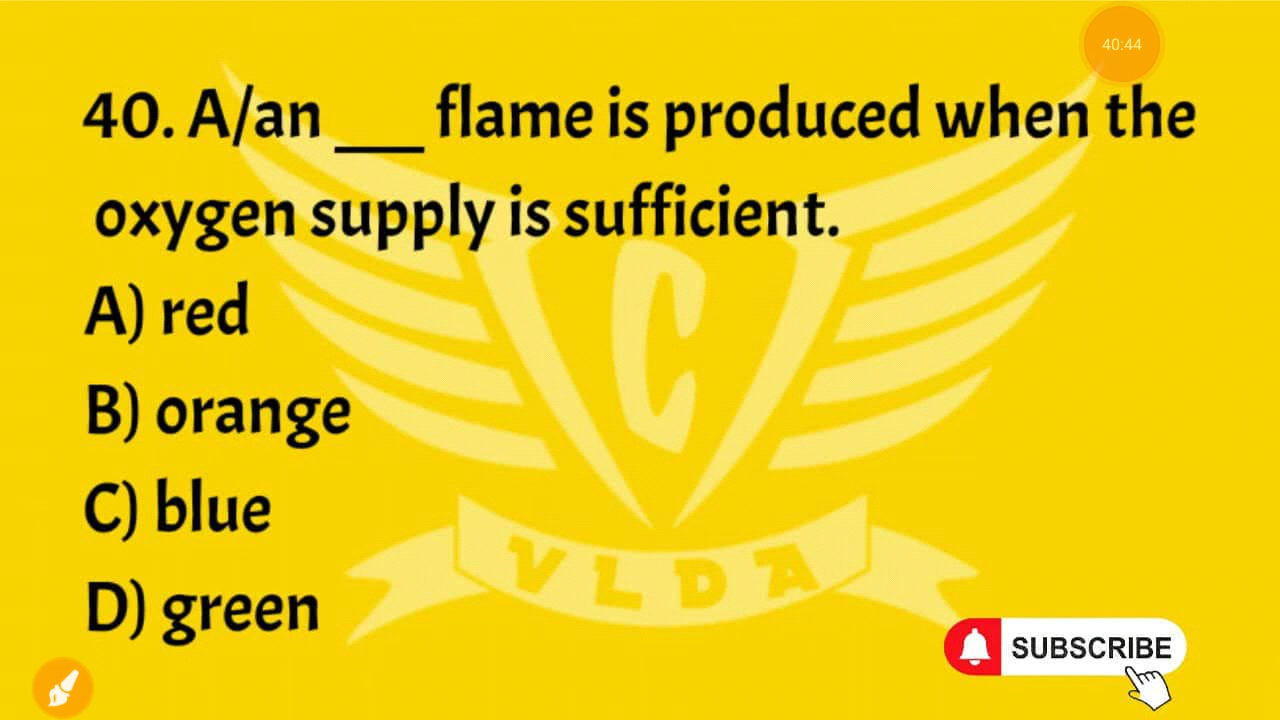 40:44
40. A/an ___ flame is produced when the
oxygen supply is sufficient.
A) red
B) orange
C) blue
D) green
C
VLDA
SUBSCRIBE